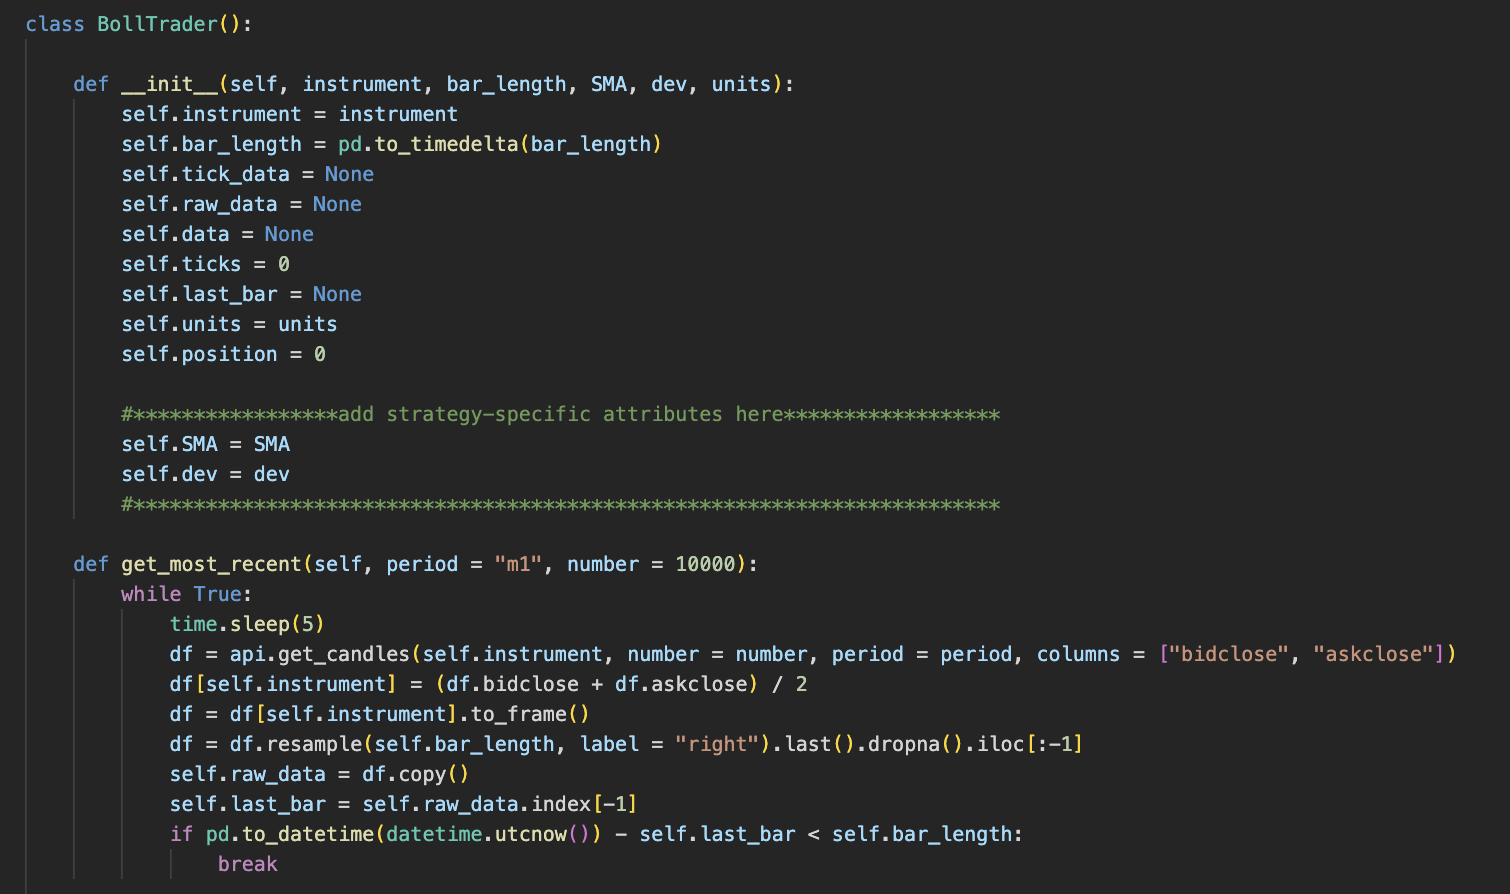 class BollTrader():
def __init__(self, instrument, bar_length, SMA, dev, units):
self.instrument = instrument
self.bar_length = pd.to_timedelta(bar_length)
self.tick_data = None
self.raw_data = None
self.data = None
self.ticks = 0
self.last_bar = None
self.units = units
self.position = 0
#*****************add strategy-specific attributes here******************
self.SMA = SMA
self.dev = dev
#************************************************************************
def get_most_recent(self, period = "m1", number = 10000):
while True:
time.sleep(5)
df = api.get_candles(self.instrument, number = number, period = period, columns = ["bidclose", "askclose"])
df[self.instrument] = (df.bidclose + df.askclose) / 2
df = df[self.instrument].to_frame()
df = df.resample(self.bar_length, label = "right").last().dropna().iloc[:-1]
self.raw_data = df.copy()
self.last_bar = self.raw_data.index[-1]
if pd.to_datetime(datetime.utcnow()) - self.last_bar < self.bar_length:
break